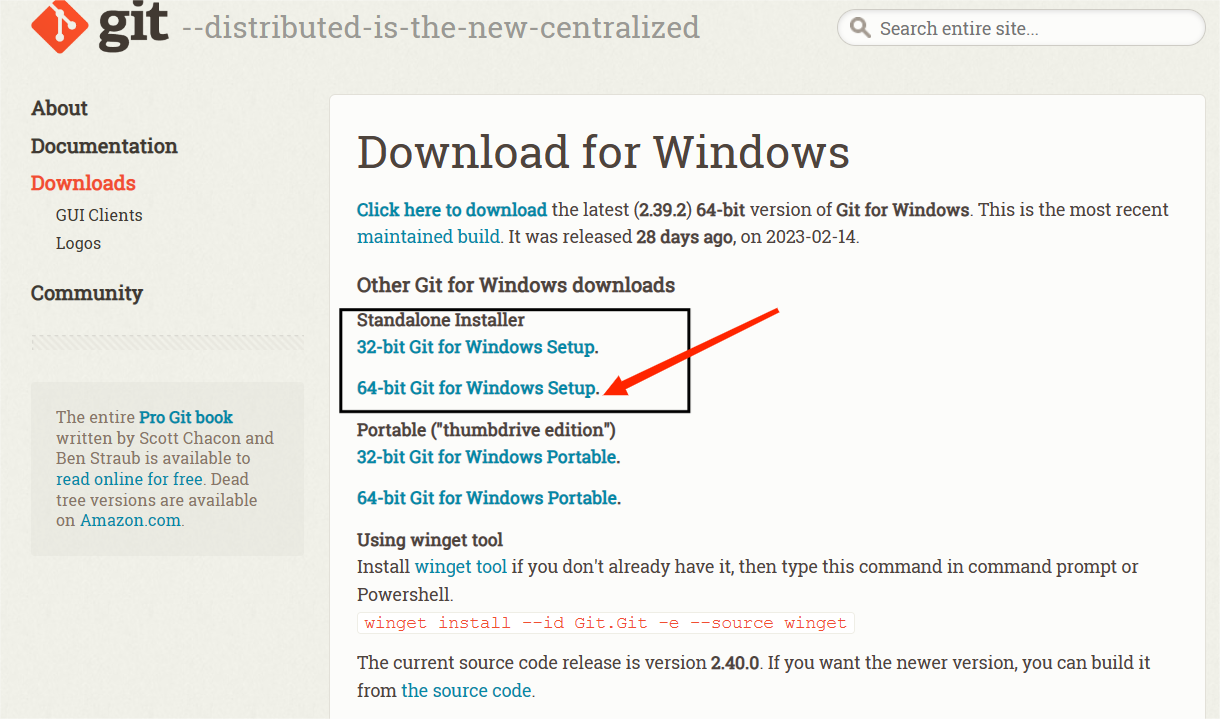 git --distributed-is-the-new-centralized
Search entire site...
About
Documentation
Downloads
GUI Clients
Logos
Community
The entire Pro Git book
written by Scott Chacon and
Ben Straub is available to
read online for free. Dead
tree versions are available
on Amazon.com.
Download for Windows
Click here to download the latest (2.39.2) 64-bit version of Git for Windows. This is the most recent
maintained build. It was released 28 days ago, on 2023-02-14.
Other Git for Windows downloads
Standalone Installer
32-bit Git for Windows Setup.
64-bit Git for Windows Setup.
Portable ("thumbdrive edition")
32-bit Git for Windows Portable.
64-bit Git for Windows Portable.
Using winget tool
Install winget tool if you don't already have it, then type this command in command prompt or
Powershell.
winget install --id Git.Git -e --source winget
The current source code release is version 2.40.0. If you want the newer version, you can build it
from the source code.